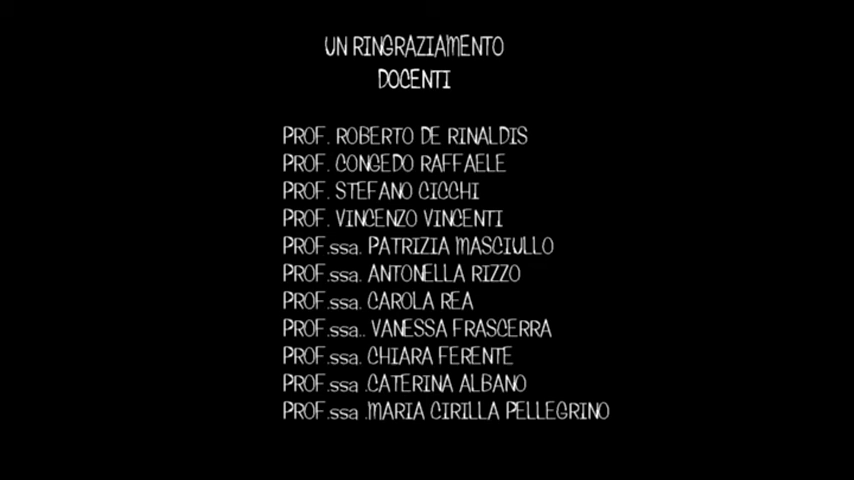 UN RINGRAZIAMENTO
DOCENTI
PROF. ROBERTO DE RINALDIS
PROF. CONGEDO RAFFAELE
PROF. STEFANO CICCHI
PROF. VINCENZO VINCENTI
PROF.ssa. PATRIZIA MASCIULLO
PROF.ssa. ANTONELLA RIZZO
PROF.ssa. CAROLA REA
PROF.ssa.. VANESSA FRASCERRA
PROF.ssa. CHIARA FERENTE
PROF.ssa .CATERINA ALBANO
PROF.ssa .MARIA CIRILLA PELLEGRINO